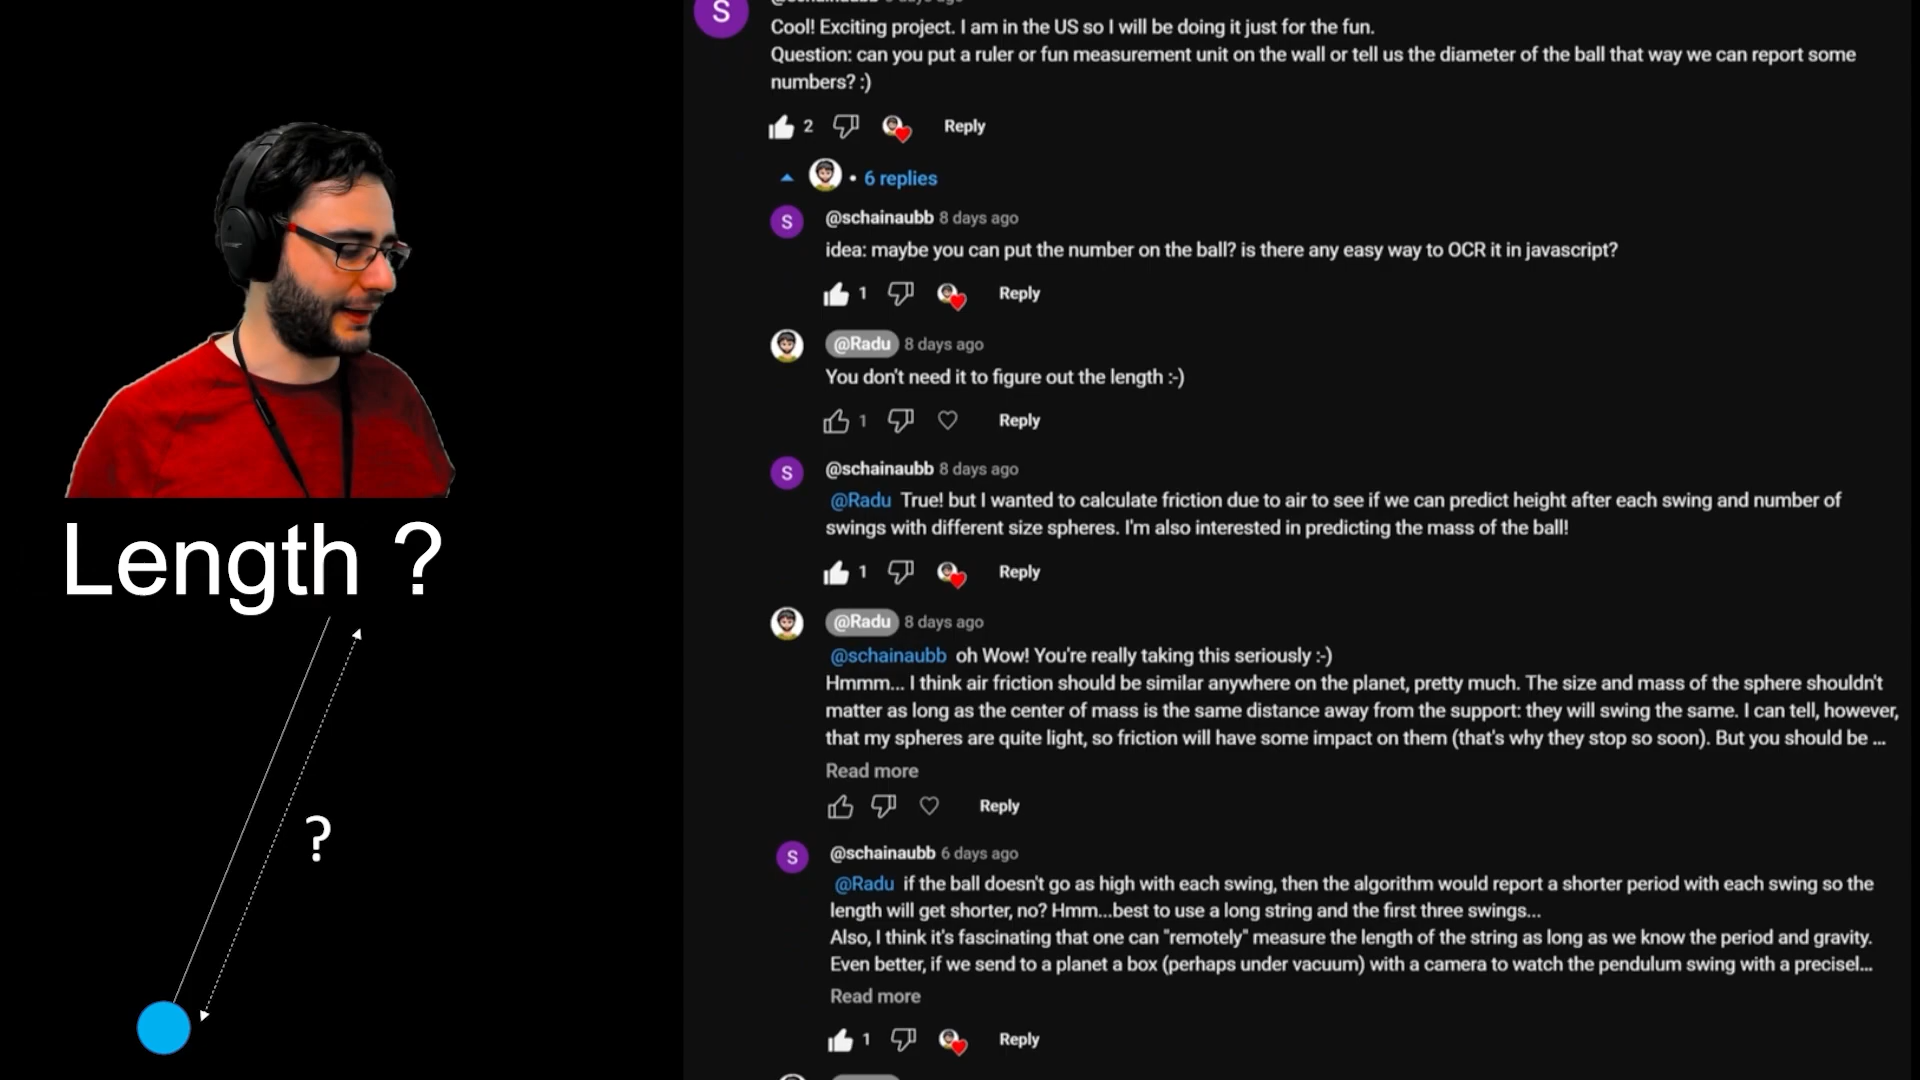 Length ?
?
Cool! Exciting project. I am in the US so I will be doing it just for the fun.
Question: can you put a ruler or fun measurement unit on the wall or tell us the diameter of the ball that way we can report some
numbers? :)
2 Reply
6 replies
S
@schainaubb 8 days ago
idea: maybe you can put the number on the ball? is there any easy way to OCR it in javascript?
1 Reply
@Radu 8 days ago
You don't need it to figure out the length :-)
1 Reply
S
@schainaubb 8 days ago
@Radu True! but I wanted to calculate friction due to air to see if we can predict height after each swing and number of
swings with different size spheres. I'm also interested in predicting the mass of the ball!
1 Reply
@Radu 8 days ago
@schainaubb oh Wow! You're really taking this seriously :-)
Hmmm... I think air friction should be similar anywhere on the planet, pretty much. The size and mass of the sphere shouldn't
matter as long as the center of mass is the same distance away from the support: they will swing the same. I can tell, however,
that my spheres are quite light, so friction will have some impact on them (that's why they stop so soon). But you should be ...
Read more
Reply
S
@schainaubb 6 days ago
@Radu if the ball doesn't go as high with each swing, then the algorithm would report a shorter period with each swing so the
length will get shorter, no? Hmm...best to use a long string and the first three swings...
Also, I think it's fascinating that one can "remotely" measure the length of the string as long as we know the period and gravity.
Even better, if we send to a planet a box (perhaps under vacuum) with a camera to watch the pendulum swing with a precisel...
Read more
1 Reply